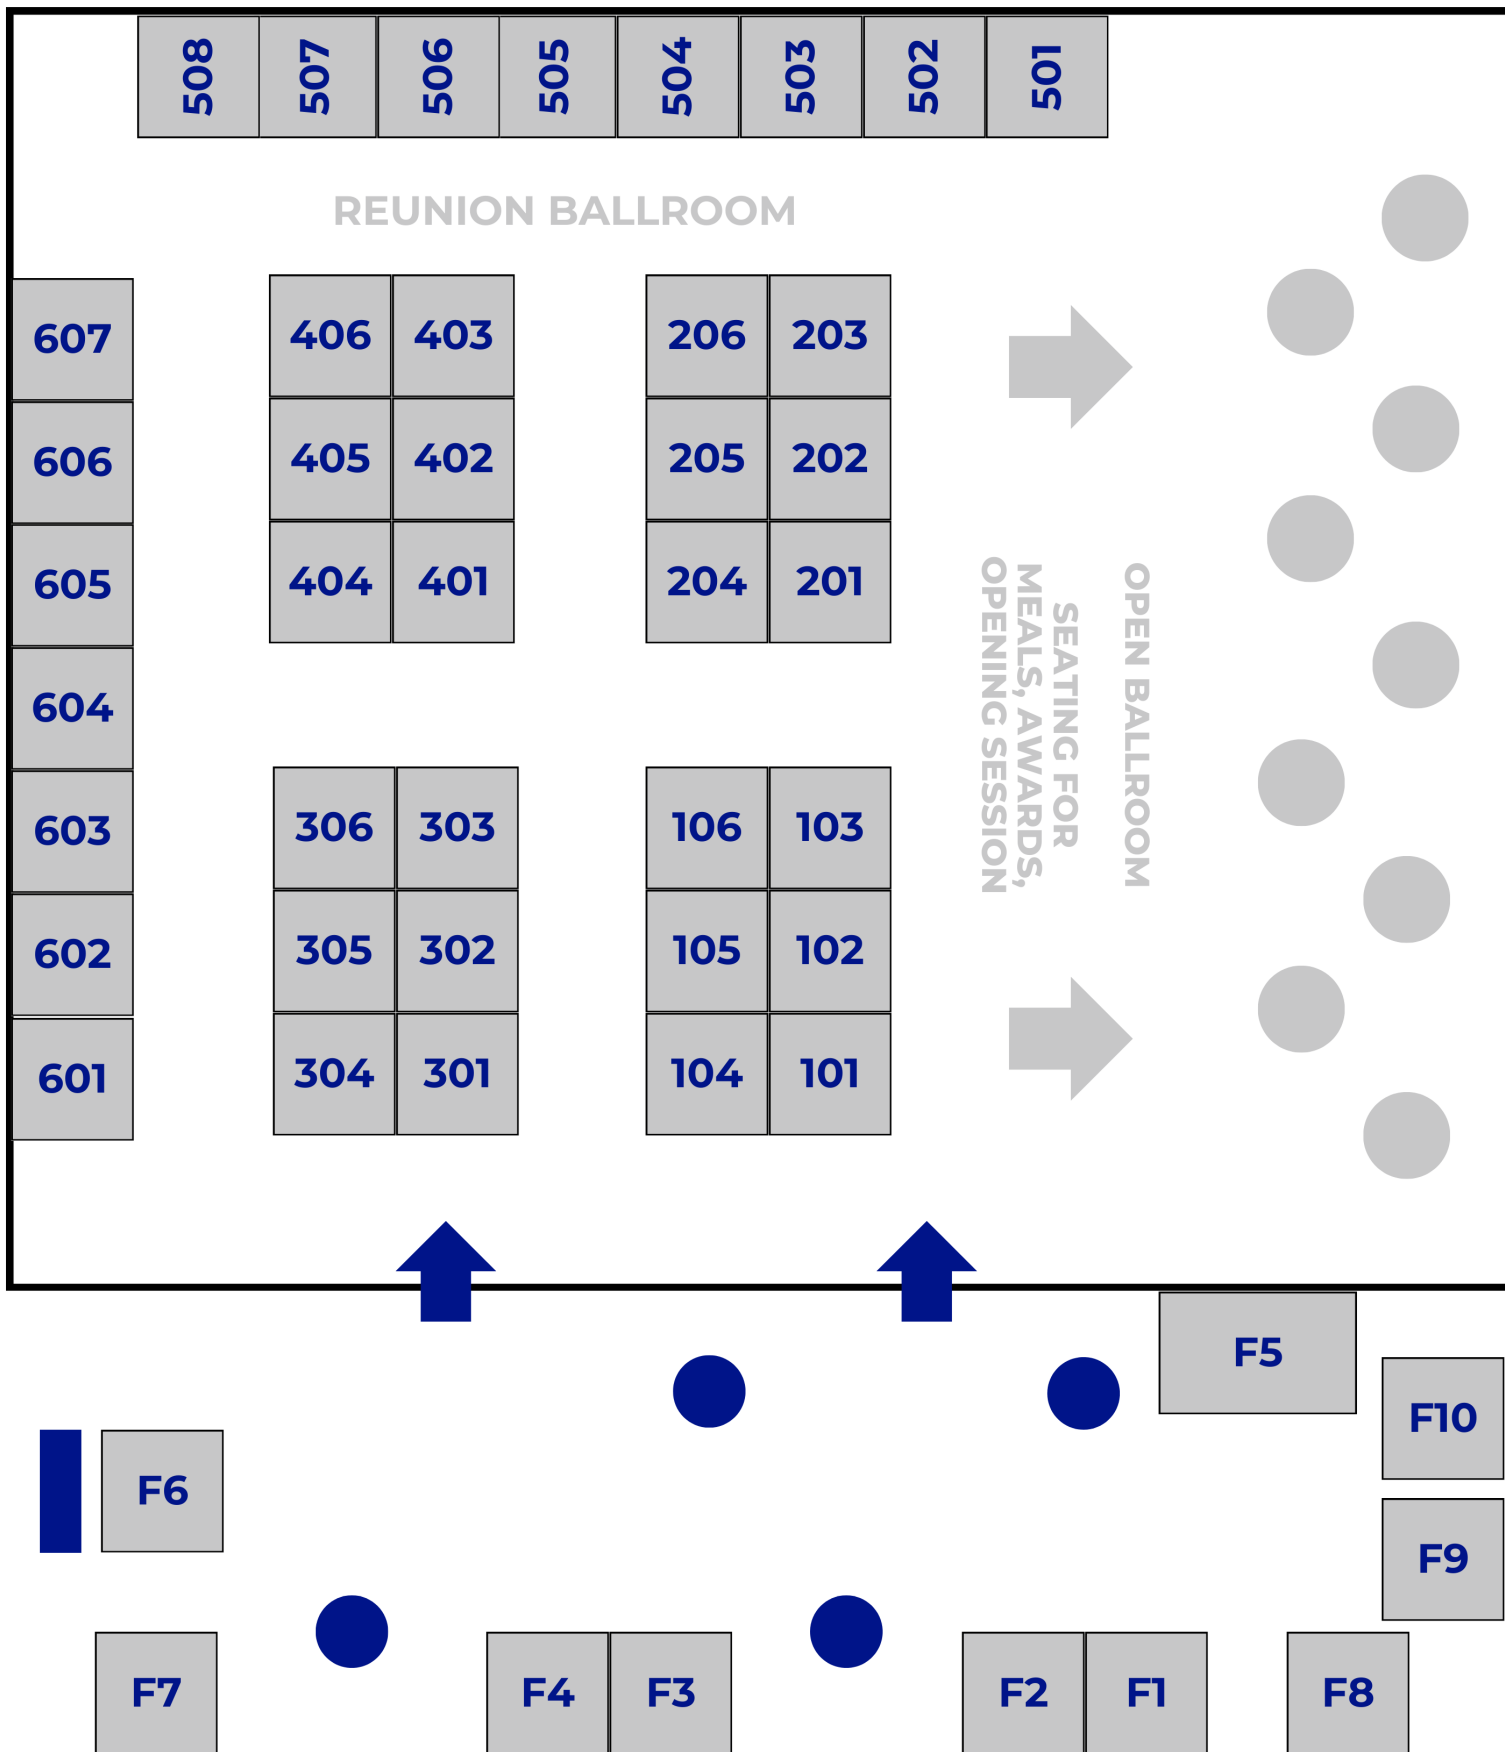 508 507 506 505 504 503 502 501
REUNION BALLROOM
607
606
605
604
603
602
601
406 403
405 402
404 401
206 203
205 202
204 201
306 303
305 302
304 301
106 103
105 102
104 101
OPEN BALLROOM
SEATING FOR
MEALS, AWARDS,
OPENING SESSION
F5
F10
F6
F9
F7
F4 F3
F2 F1
F8